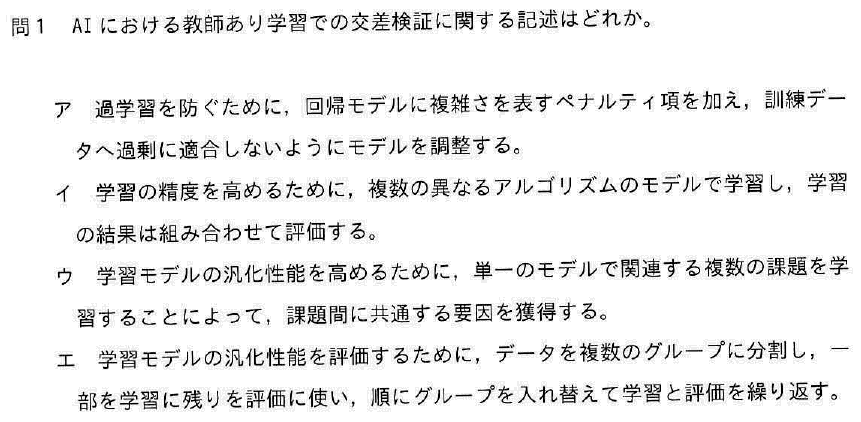 問1 AIにおける教師あり学習での交差検証に関する記述はどれか。
ア 過学習を防ぐために，回帰モデルに複雑さを表すペナルティ項を加え，訓練デー
タへ過剰に適合しないようにモデルを調整する。
イ 学習の精度を高めるために，複数の異なるアルゴリズムのモデルで学習し，学習
の結果は組み合わせて評価する。
ウ 学習モデルの汎化性能を高めるために，単一のモデルで関連する複数の課題を学
習することによって，課題間に共通する要因を獲得する。
エ 学習モデルの汎化性能を評価するために，データを複数のグループに分割し，一
部を学習に残りを評価に使い，順にグループを入れ替えて学習と評価を繰り返す。